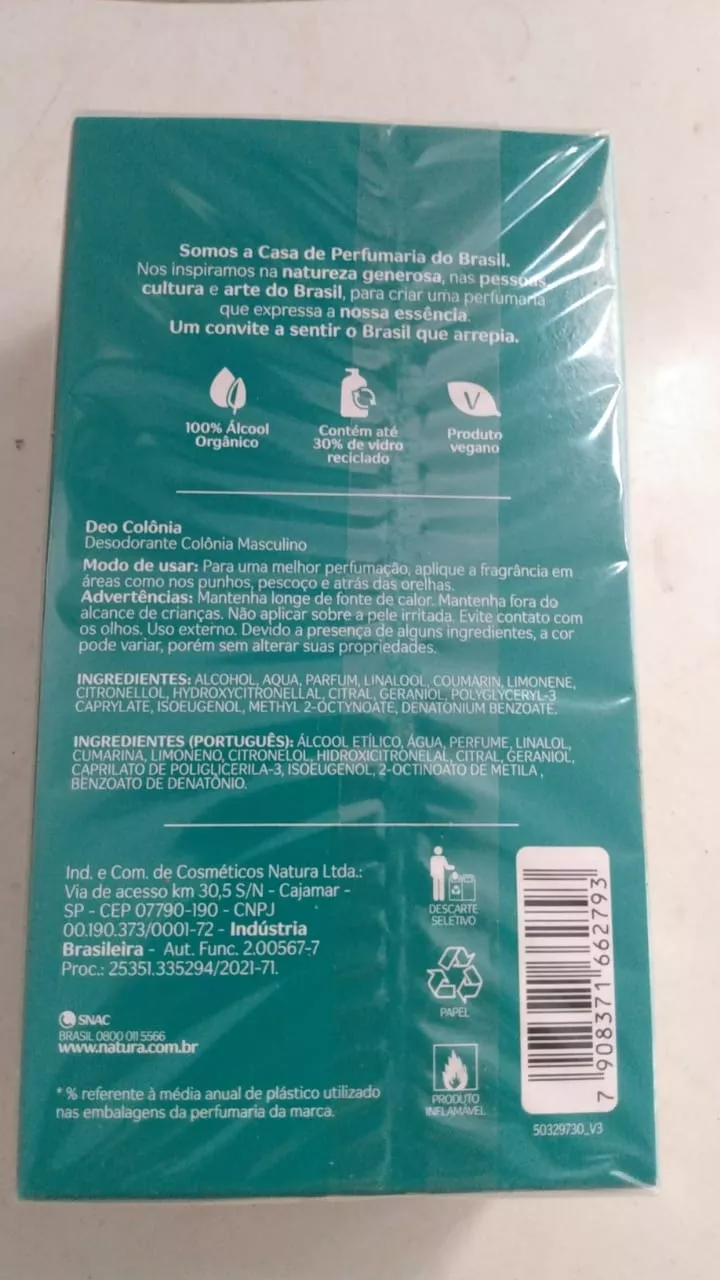 Somos a Casa de Perfumaria do Brasil.
Nos inspiramos na natureza generosa, nas pessoas,
cultura e arte do Brasil, para criar uma perfumaria
que expressa a nossa essência.
Um convite a sentir o Brasil que arrepia.
100% Álcool
Orgânico
Contém até
30% de vidro
reciclado
V
Produto
vegano
Deo Colônia
Desodorante Colônia Masculino
Modo de usar: Para uma melhor perfumação, aplique a fragrância em
áreas como nos punhos, pescoço e atrás das orelhas.
Advertências: Mantenha longe de fonte de calor. Mantenha fora do
alcance de crianças. Não aplicar sobre a pele irritada. Evite contato com
os olhos. Uso externo. Devido a presença de alguns ingredientes, a cor
pode variar, porém sem alterar suas propriedades.
INGREDIENTES: ALCOHOL, AQUA, PARFUM, LINALOOL, COUMARIN, LIMONENE,
CITRONELLOL, HYDROXYCITRONELLAL, CITRAL, GERANIOL, POLYGLYCERYL-3
CAPRYLATE, ISOEUGENOL, METHYL 2-OCTYNOATE, DENATONIUM BENZOATE.
INGREDIENTES (PORTUGUÊS): ÁLCOOL ETÍLICO, ÁGUA, PERFUME, LINALOL,
CUMARINA, LIMONENO, CITRONELOL, HIDROXICITRONELAL, CITRAL, GERANIOL,
CAPRILATO DE POLIGLICERILA-3, ISOEUGENOL, 2-OCTINOATO DE METILA ,
BENZOATO DE DENATÔNIO.
Ind. e Com. de Cosméticos Natura Ltda.:
Via de acesso km 30,5 S/N - Cajamar -
SP - CEP 07790-190 - CNPJ
00.190.373/0001-72 - Indústria
Brasileira - Aut. Func. 2.00567-7
Proc.: 25351.335294/2021-71.
SNAC
BRASIL 0800 011 5566
www.natura.com.br
* % referente à média anual de plástico utilizado
nas embalagens da perfumaria da marca.
DESCARTE
SELETIVO
PAPEL
PRODUTO
INFLAMÁVEL
7 908371 662793
50329730_V3